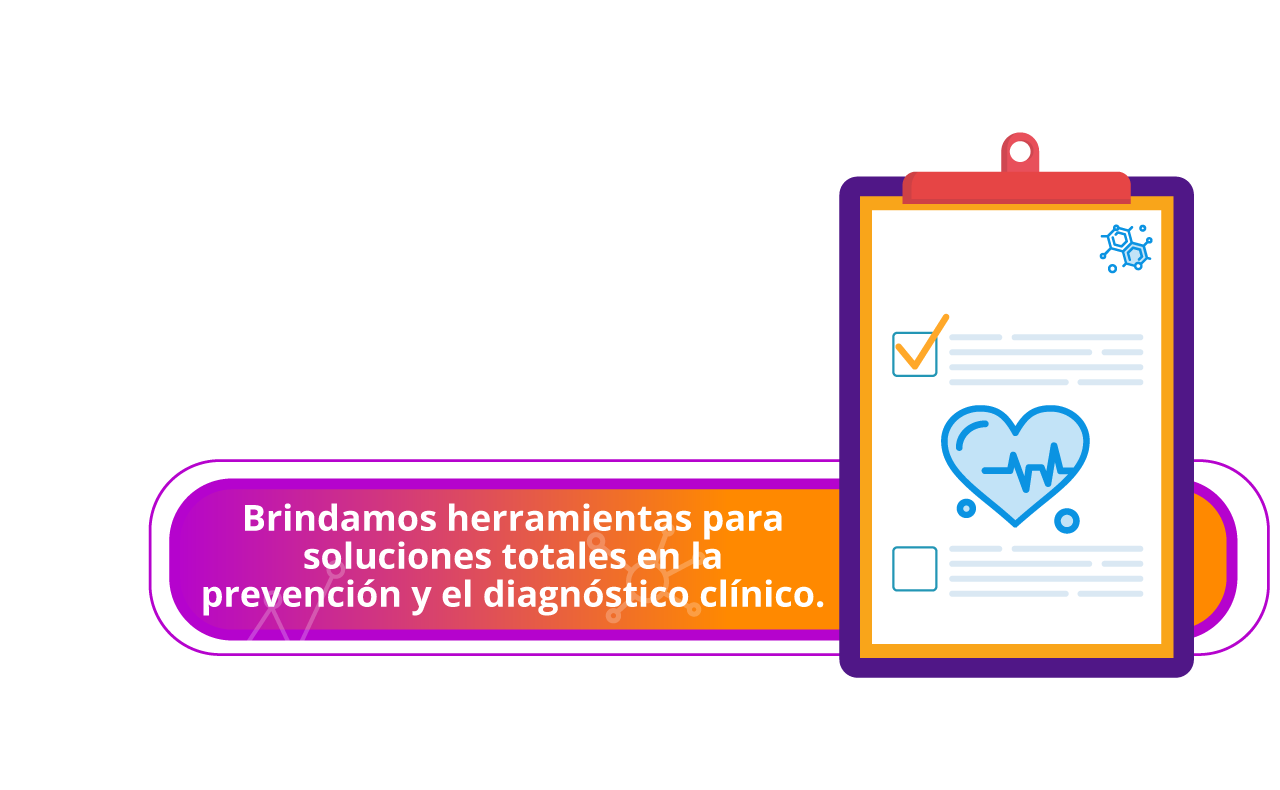 Brindamos herramientas para
soluciones totales en la
prevención y el diagnóstico clínico.